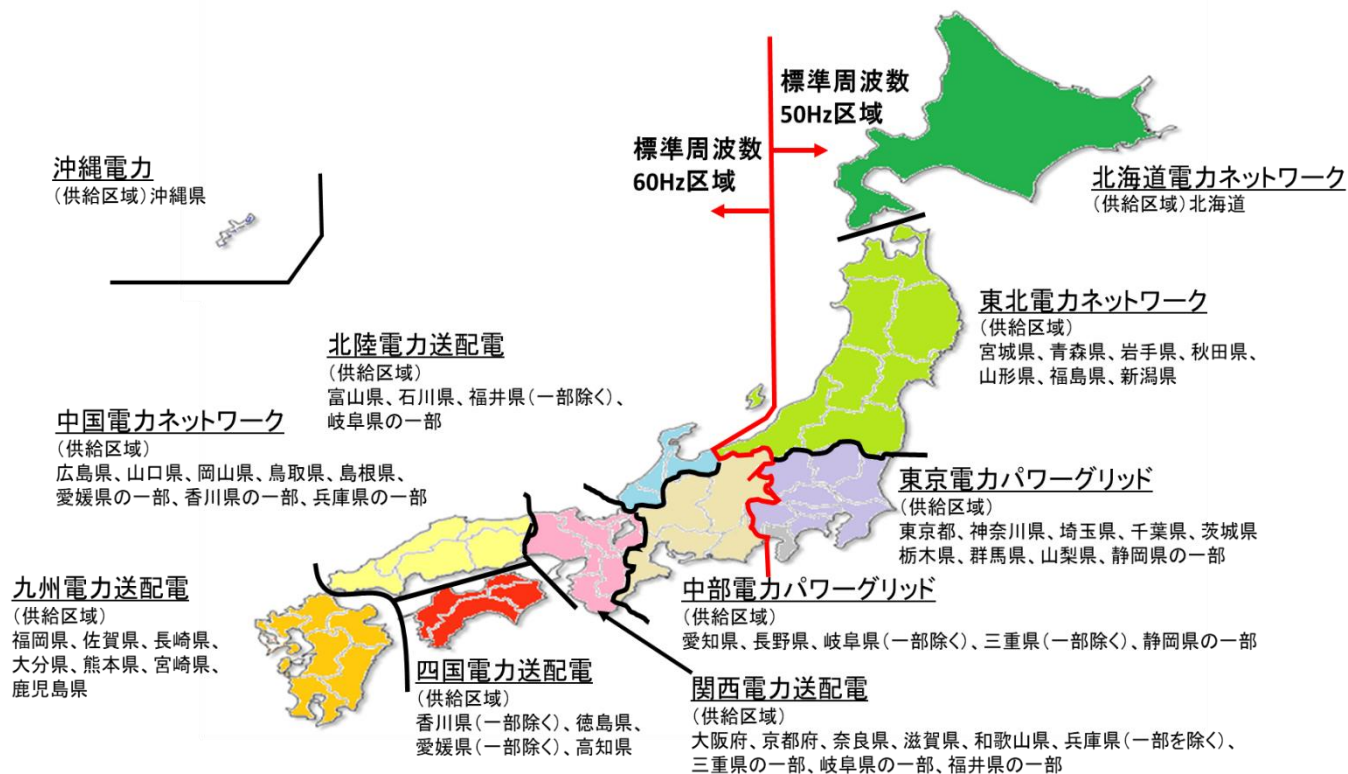 標準周波数
50Hz区域
標準周波数
60Hz区域
沖縄電力
(供給区域)沖縄県
北海道電力ネットワーク
(供給区域)北海道
東北電力ネットワーク
(供給区域)
宮城県、青森県、岩手県、秋田県、
山形県、福島県、新潟県
北陸電力送配電
(供給区域)
富山県、石川県、福井県(一部除く)、
岐阜県の一部
中国電力ネットワーク
(供給区域)
広島県、山口県、岡山県、鳥取県、島根県、
愛媛県の一部、香川県の一部、兵庫県の一部
東京電力パワーグリッド
(供給区域)
東京都、神奈川県、埼玉県、千葉県、茨城県
栃木県、群馬県、山梨県、静岡県の一部
九州電力送配電
(供給区域)
福岡県、佐賀県、長崎県、
大分県、熊本県、宮崎県、
鹿児島県
中部電力パワーグリッド
(供給区域)
愛知県、長野県、岐阜県(一部除く)、三重県(一部除く)、静岡県の一部
四国電力送配電
(供給区域)
香川県(一部除く)、徳島県、
愛媛県(一部除く)、高知県
関西電力送配電
(供給区域)
大阪府、京都府、奈良県、滋賀県、和歌山県、兵庫県(一部を除く)、
三重県の一部、岐阜県の一部、福井県の一部